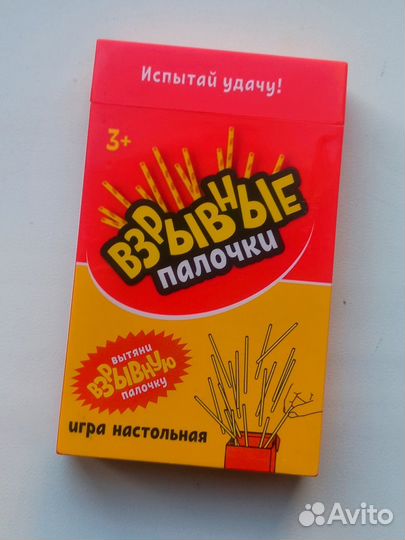 Испытай удачу!
3+
ВЗРЫВНЫЕ
палочки
вытяни
ВЗРЫВНУЮ
палочку
игра настольная
Avito